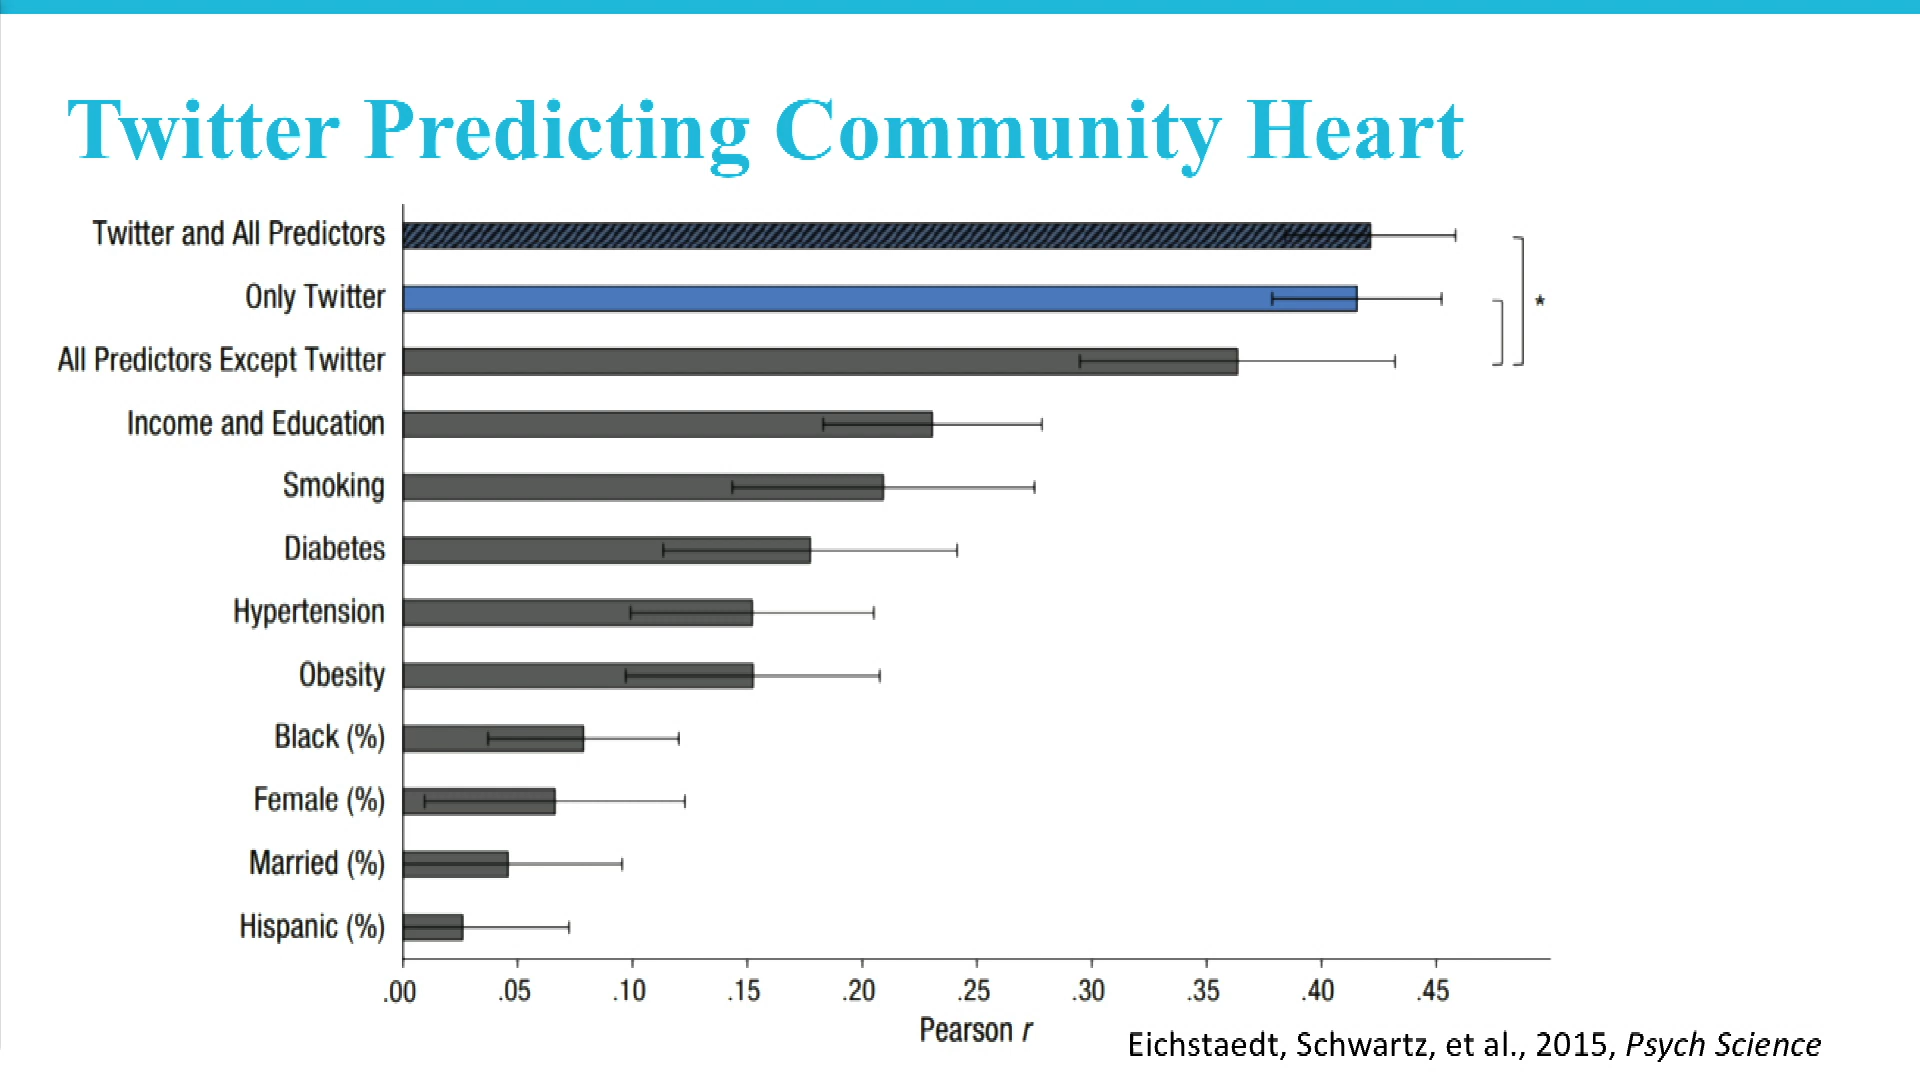 Twitter Predicting Community Heart
Twitter and All Predictors
Only Twitter
All Predictors Except Twitter
Income and Education
Smoking
Diabetes
Hypertension
Obesity
Black (%)
Female (%)
Married (%)
Hispanic (%)
*
.00 .05 .10 .15 .20 .25 .30 .35 .40 .45
Pearson r
Eichstaedt, Schwartz, et al., 2015, Psych Science